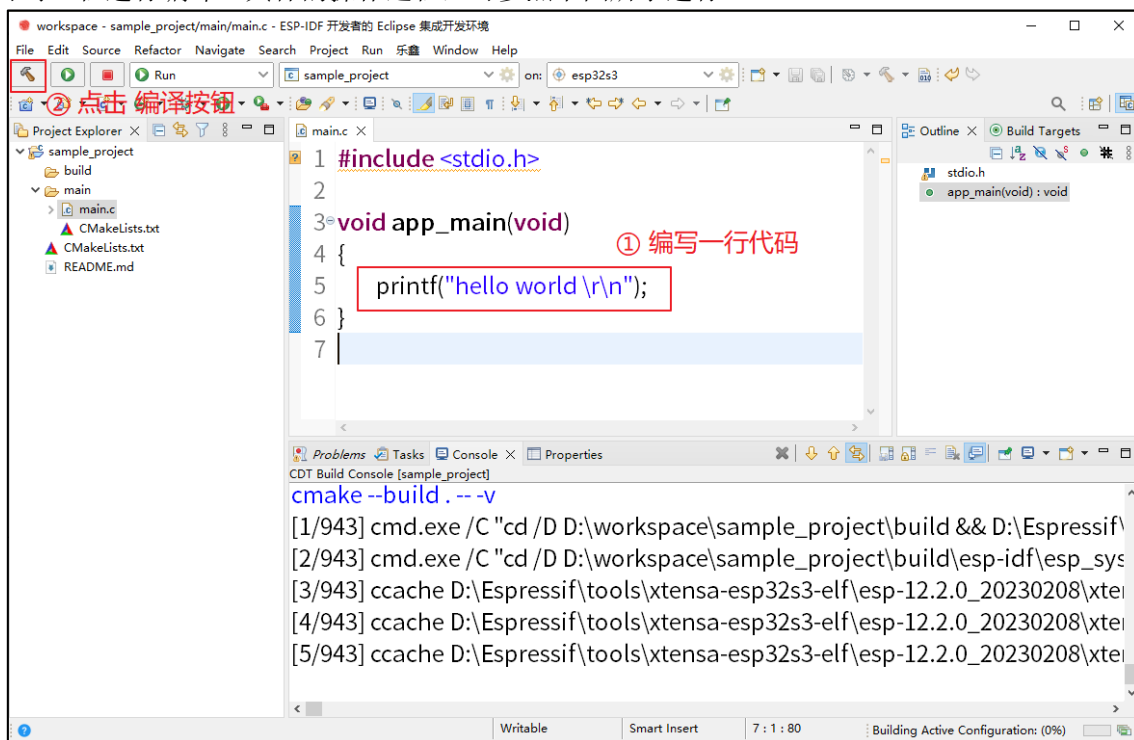 workspace - sample_project/main/main.c - ESP-IDF 开发者的 Eclipse 集成开发环境
File Edit Source Refactor Navigate Search Project Run 乐鑫 Window Help
Run sample_project on: esp32s3
② 点击 编译按钮
Project Explorer
sample_project
build
main
main.c
CMakeLists.txt
CMakeLists.txt
README.md
main.c
1 #include <stdio.h>
2
3 void app_main(void)
4 {
5 printf("hello world \r\n");
6 }
7
① 编写一行代码
Outline Build Targets
stdio.h
app_main(void) : void
Problems Tasks Console Properties
CDT Build Console [sample_project]
cmake --build . -- -v
[1/943] cmd.exe /C "cd /D D:\workspace\sample_project\build && D:\Espressif\
[2/943] cmd.exe /C "cd /D D:\workspace\sample_project\build\esp-idf\esp_sys
[3/943] ccache D:\Espressif\tools\xtensa-esp32s3-elf\esp-12.2.0_20230208\xte
[4/943] ccache D:\Espressif\tools\xtensa-esp32s3-elf\esp-12.2.0_20230208\xte
[5/943] ccache D:\Espressif\tools\xtensa-esp32s3-elf\esp-12.2.0_20230208\xte
Writable Smart Insert 7 : 1 : 80 Building Active Configuration: (0%)